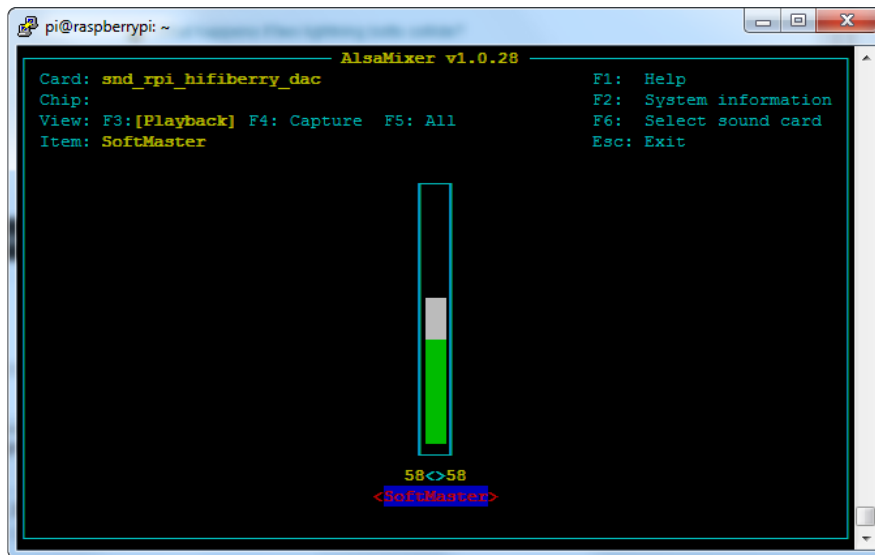 pi@raspberrypi: ~
AlsaMixer v1.0.28
Card: snd_rpi_hifiberry_dac F1: Help
Chip: F2: System information
View: F3:[Playback] F4: Capture F5: All F6: Select sound card
Item: SoftMaster Esc: Exit
58<>58
<SoftMaster>